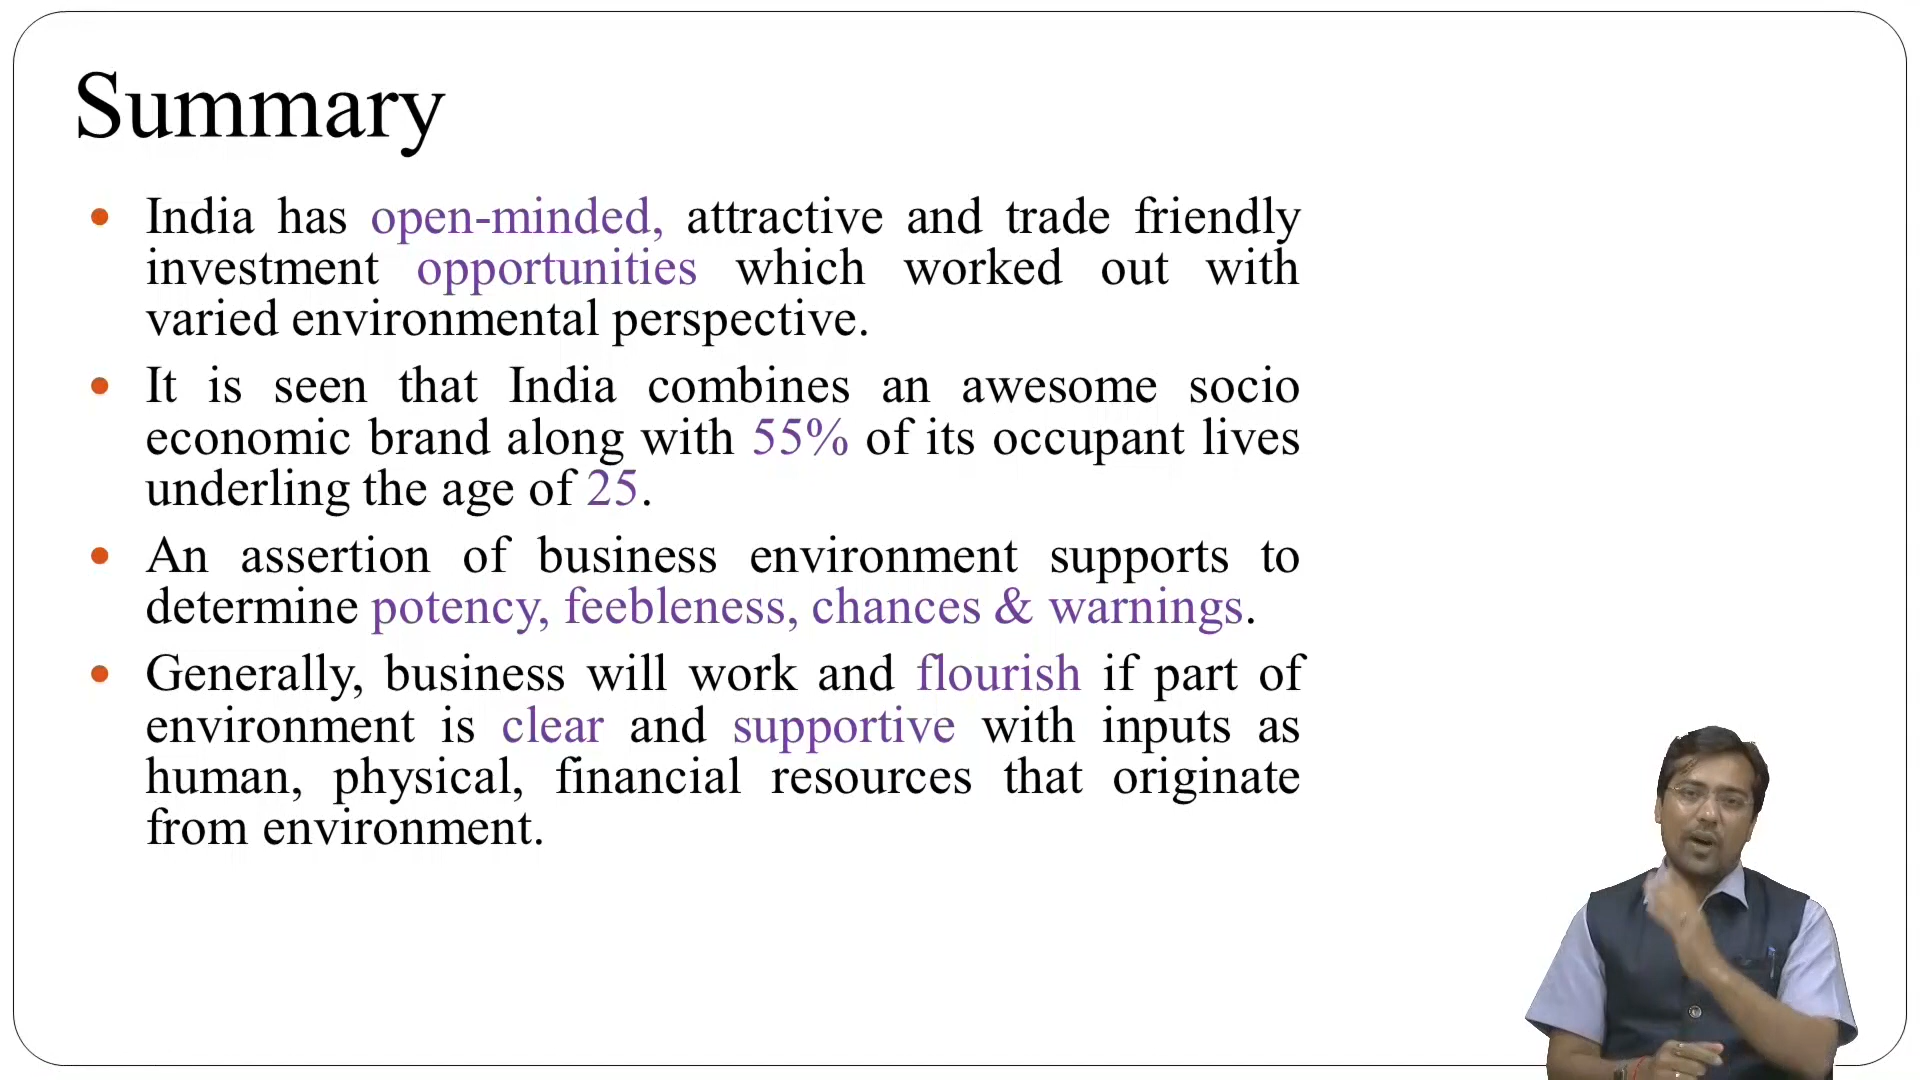 Summary
India has open-minded, attractive and trade friendly
investment opportunities which worked out with
varied environmental perspective.
It is seen that India combines an awesome socio
economic brand along with 55% of its occupant lives
underling the age of 25.
An assertion of business environment supports to
determine potency, feebleness, chances & warnings.
Generally, business will work and flourish if part of
environment is clear and supportive with inputs as
human, physical, financial resources that originate
from environment.